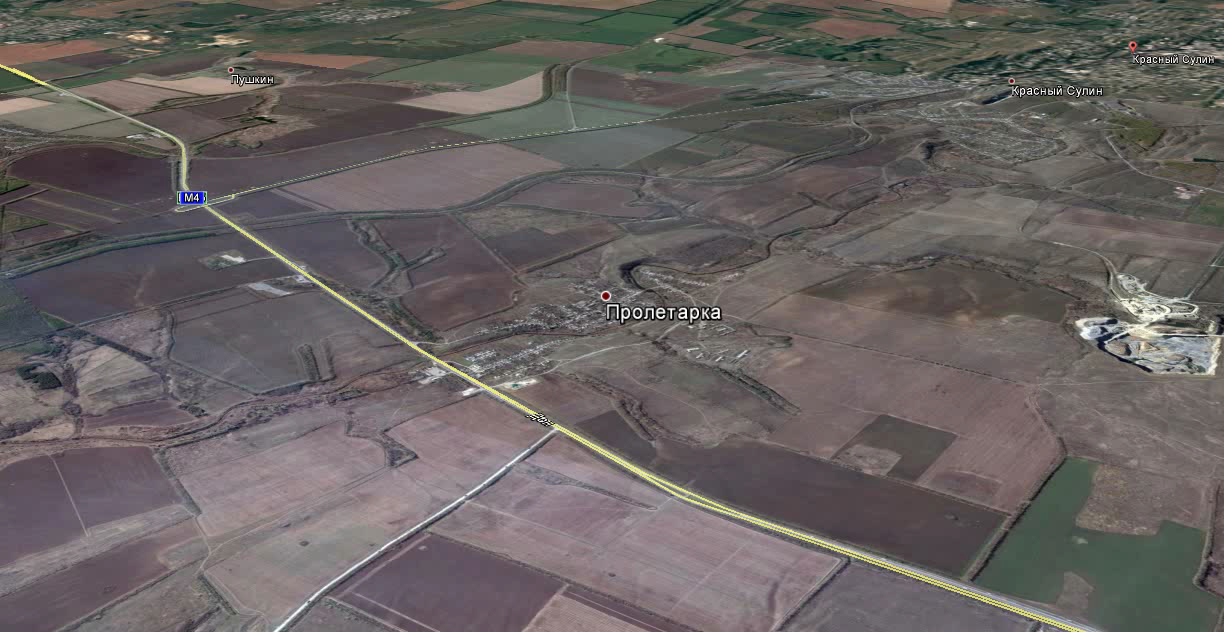 Красный Сулин
Пушкин
Красный Сулин
M4
Пролетарка